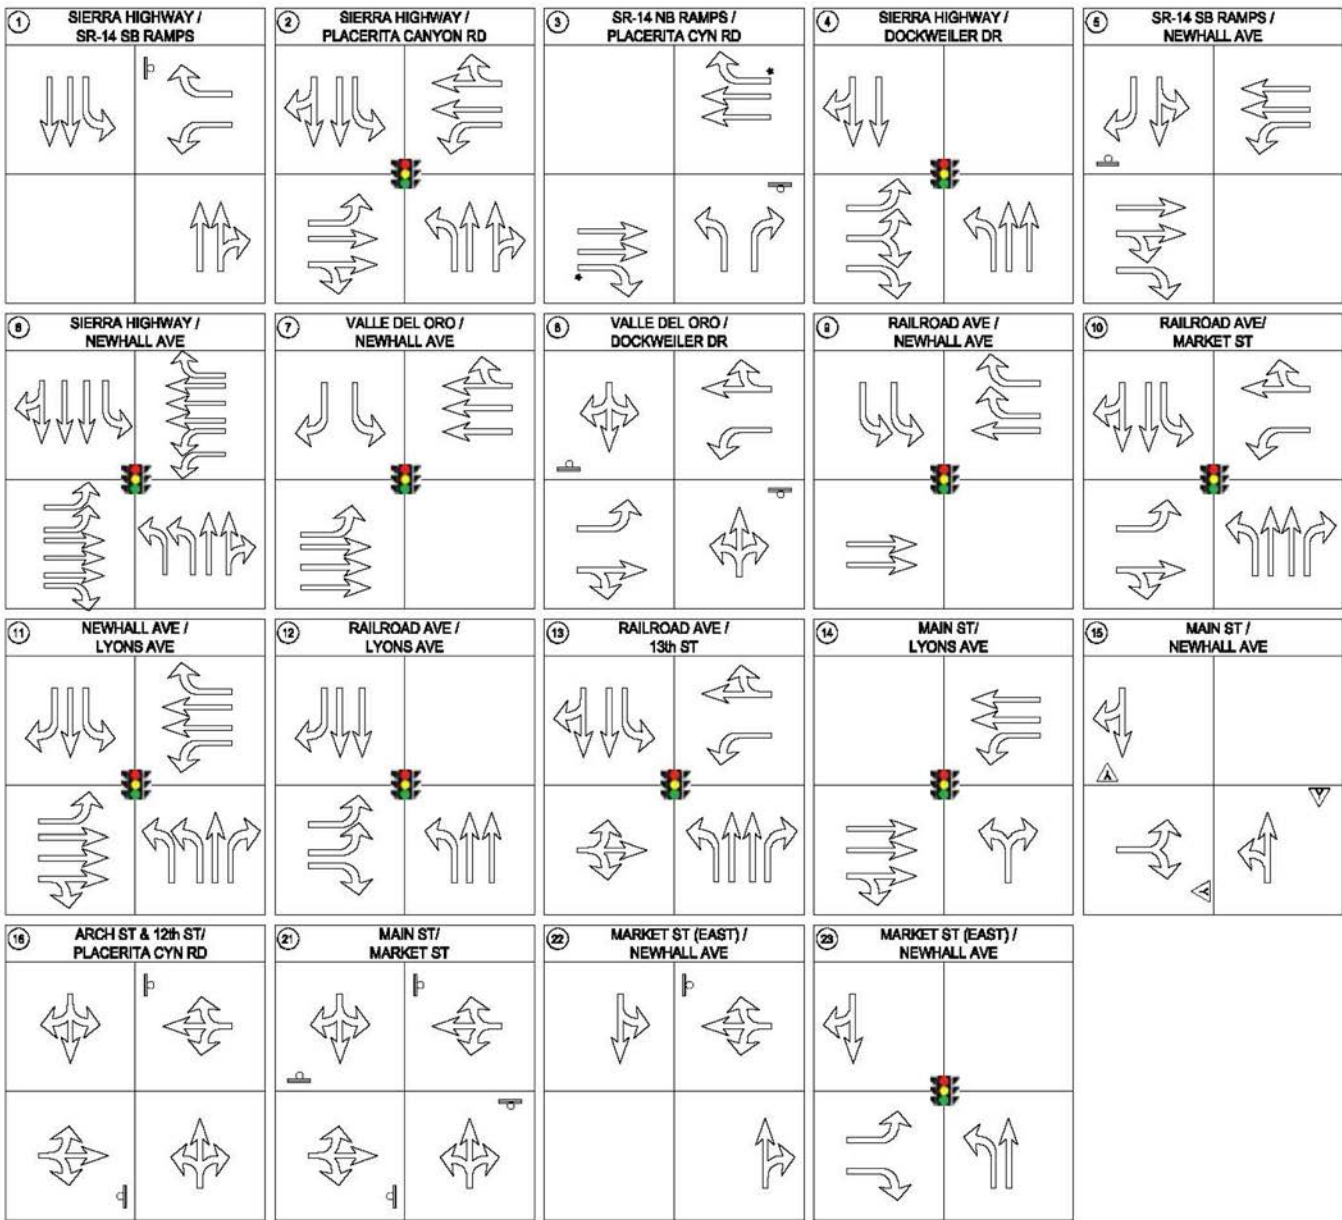 1
SIERRA HIGHWAY /
SR-14 SB RAMPS
2
SIERRA HIGHWAY /
PLACERITA CANYON RD
3
SR-14 NB RAMPS /
PLACERITA CYN RD
4
SIERRA HIGHWAY /
DOCKWEILER DR
5
SR-14 SB RAMPS /
NEWHALL AVE
6
SIERRA HIGHWAY /
NEWHALL AVE
7
VALLE DEL ORO /
NEWHALL AVE
8
VALLE DEL ORO /
DOCKWEILER DR
9
RAILROAD AVE /
NEWHALL AVE
10
RAILROAD AVE/
MARKET ST
11
NEWHALL AVE /
LYONS AVE
12
RAILROAD AVE /
LYONS AVE
13
RAILROAD AVE /
13th ST
14
MAIN ST/
LYONS AVE
15
MAIN ST /
NEWHALL AVE
16
ARCH ST & 12th ST/
PLACERITA CYN RD
21
MAIN ST/
MARKET ST
22
MARKET ST (EAST) /
NEWHALL AVE
23
MARKET ST (EAST) /
NEWHALL AVE